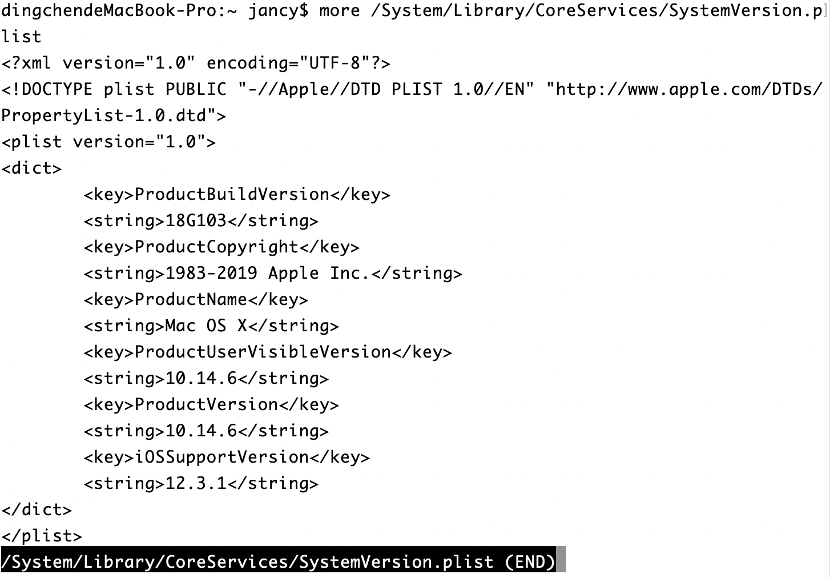 dingchendeMacBook-Pro:~ jancy$ more /System/Library/CoreServices/SystemVersion.p
list
<?xml version="1.0" encoding="UTF-8"?>
<!DOCTYPE plist PUBLIC "-//Apple//DTD PLIST 1.0//EN" "http://www.apple.com/DTDs/
PropertyList-1.0.dtd">
<plist version="1.0">
<dict>
        <key>ProductBuildVersion</key>
        <string>18G103</string>
        <key>ProductCopyright</key>
        <string>1983-2019 Apple Inc.</string>
        <key>ProductName</key>
        <string>Mac OS X</string>
        <key>ProductUserVisibleVersion</key>
        <string>10.14.6</string>
        <key>ProductVersion</key>
        <string>10.14.6</string>
        <key>iOSSupportVersion</key>
        <string>12.3.1</string>
</dict>
</plist>
/System/Library/CoreServices/SystemVersion.plist (END)